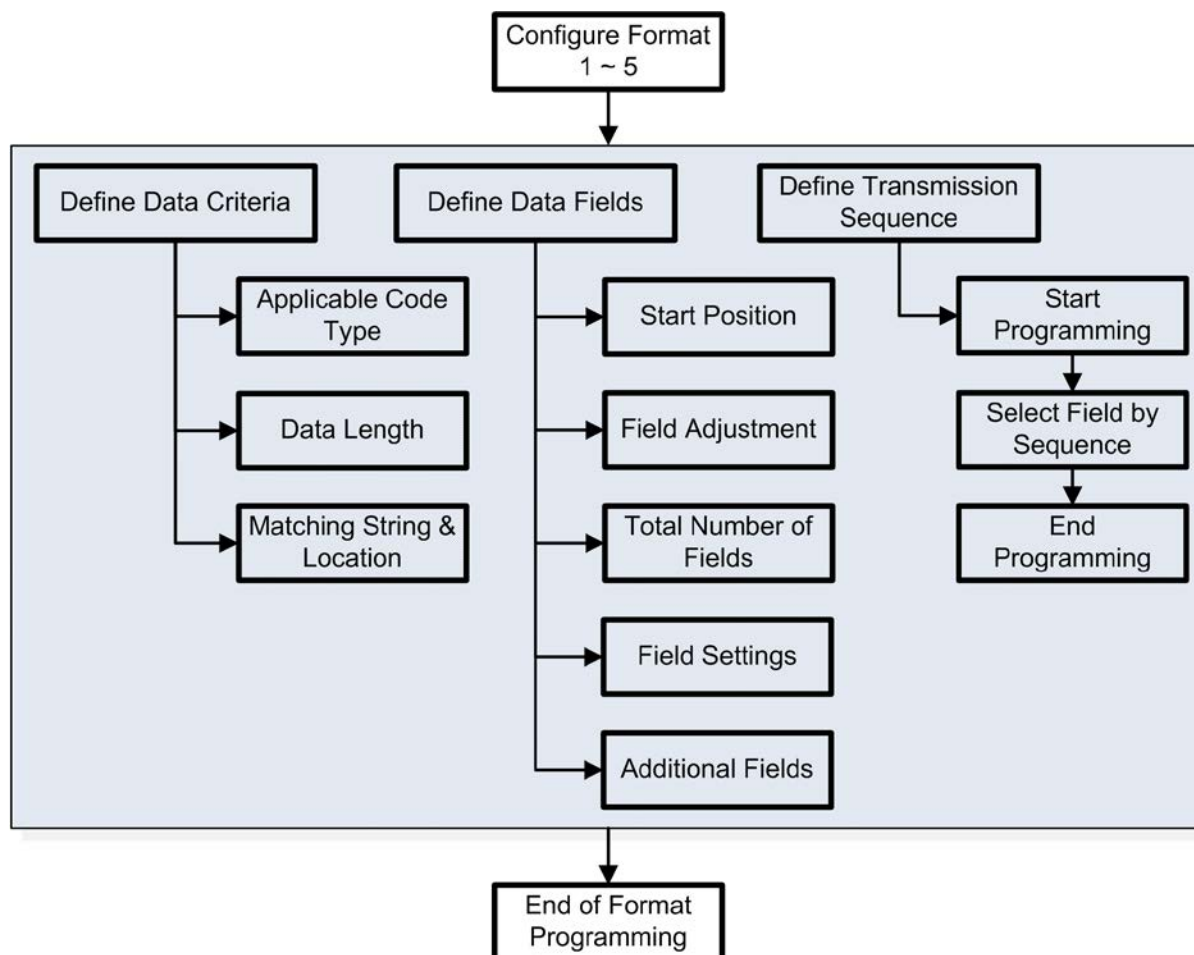 Configure Format
1 ~ 5
Define Data Criteria
Applicable Code
Type
Data Length
Matching String &
Location
Define Data Fields
Start Position
Field Adjustment
Total Number of
Fields
Field Settings
Additional Fields
Define Transmission
Sequence
Start
Programming
Select Field by
Sequence
End
Programming
End of Format
Programming